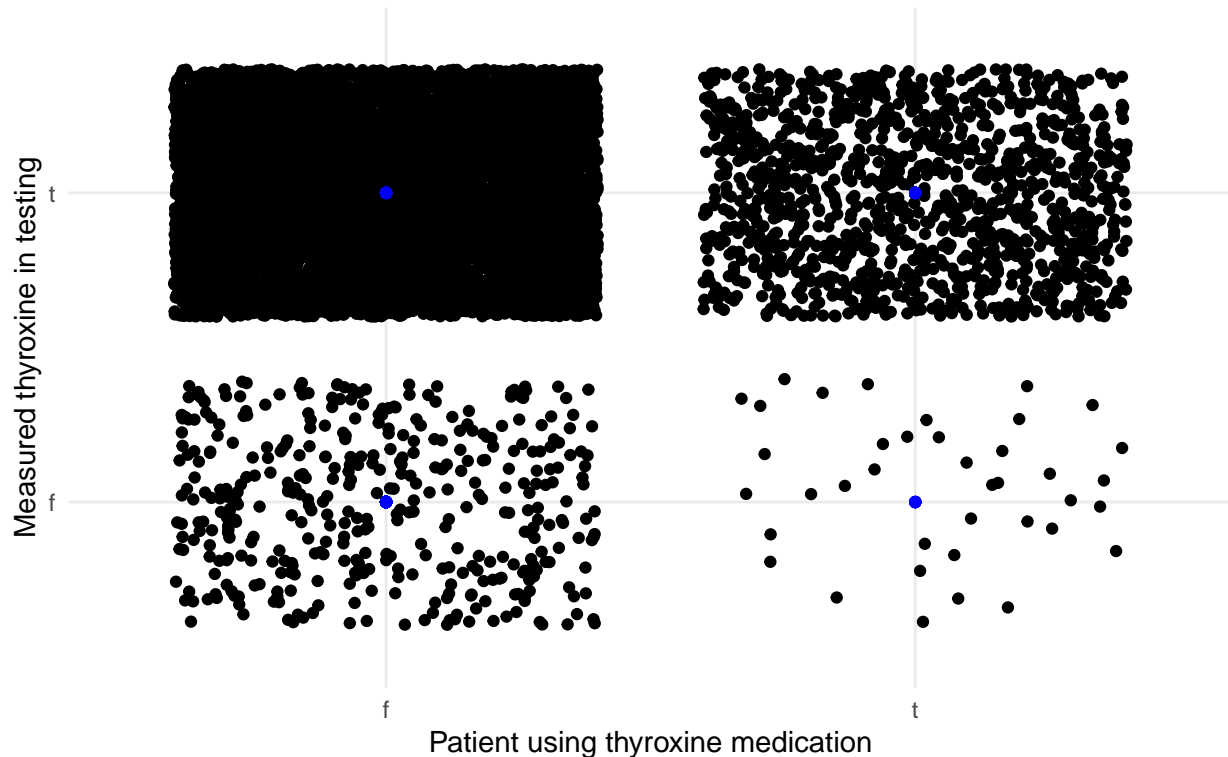 Measured thyroxine in testing
t
f
f t
Patient using thyroxine medication